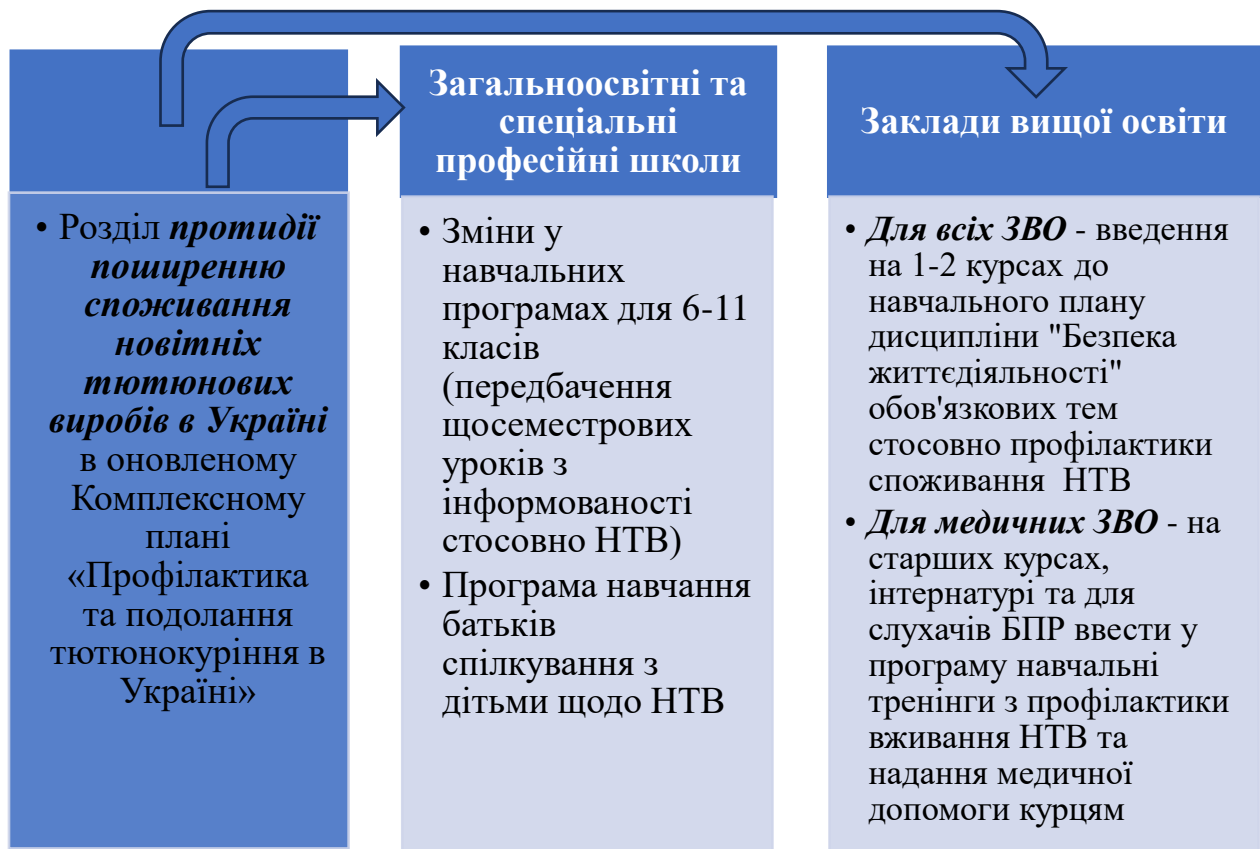 • Розділ протидії
поширенню
споживання
новітніх
тютюнових
виробів в Україні
в оновленому
Комплексному
плані
«Профілактика
та подолання
тютюнокуріння в
Україні»
Загальноосвітні та
спеціальні
професійні школи
• Зміни у
навчальних
програмах для 6-11
класів
(передбачення
щосеместрових
уроків з
інформованості
стосовно НТВ)
• Програма навчання
батьків
спілкування з
дітьми щодо НТВ
Заклади вищої освіти
• Для всіх ЗВО - введення
на 1-2 курсах до
навчального плану
дисципліни "Безпека
життєдіяльності"
обов'язкових тем
стосовно профілактики
споживання НТВ
• Для медичних ЗВО - на
старших курсах,
інтернатурі та для
слухачів БПР ввести у
програму навчальні
тренінги з профілактики
вживання НТВ та
надання медичної
допомоги курцям